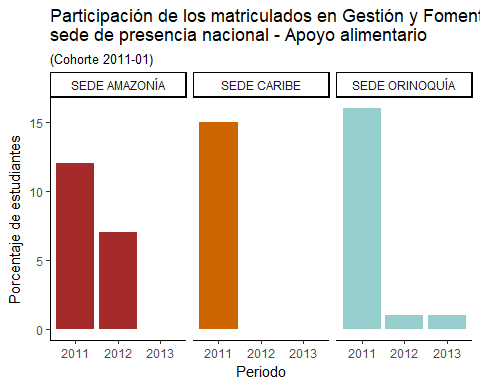 Participación de los matriculados en Gestión y Foment
sede de presencia nacional - Apoyo alimentario
(Cohorte 2011-01)
SEDE AMAZONÍA SEDE CARIBE SEDE ORINOQUÍA
Porcentaje de estudiantes
15
10
5
0
2011 2012 2013 2011 2012 2013 2011 2012 2013
Periodo